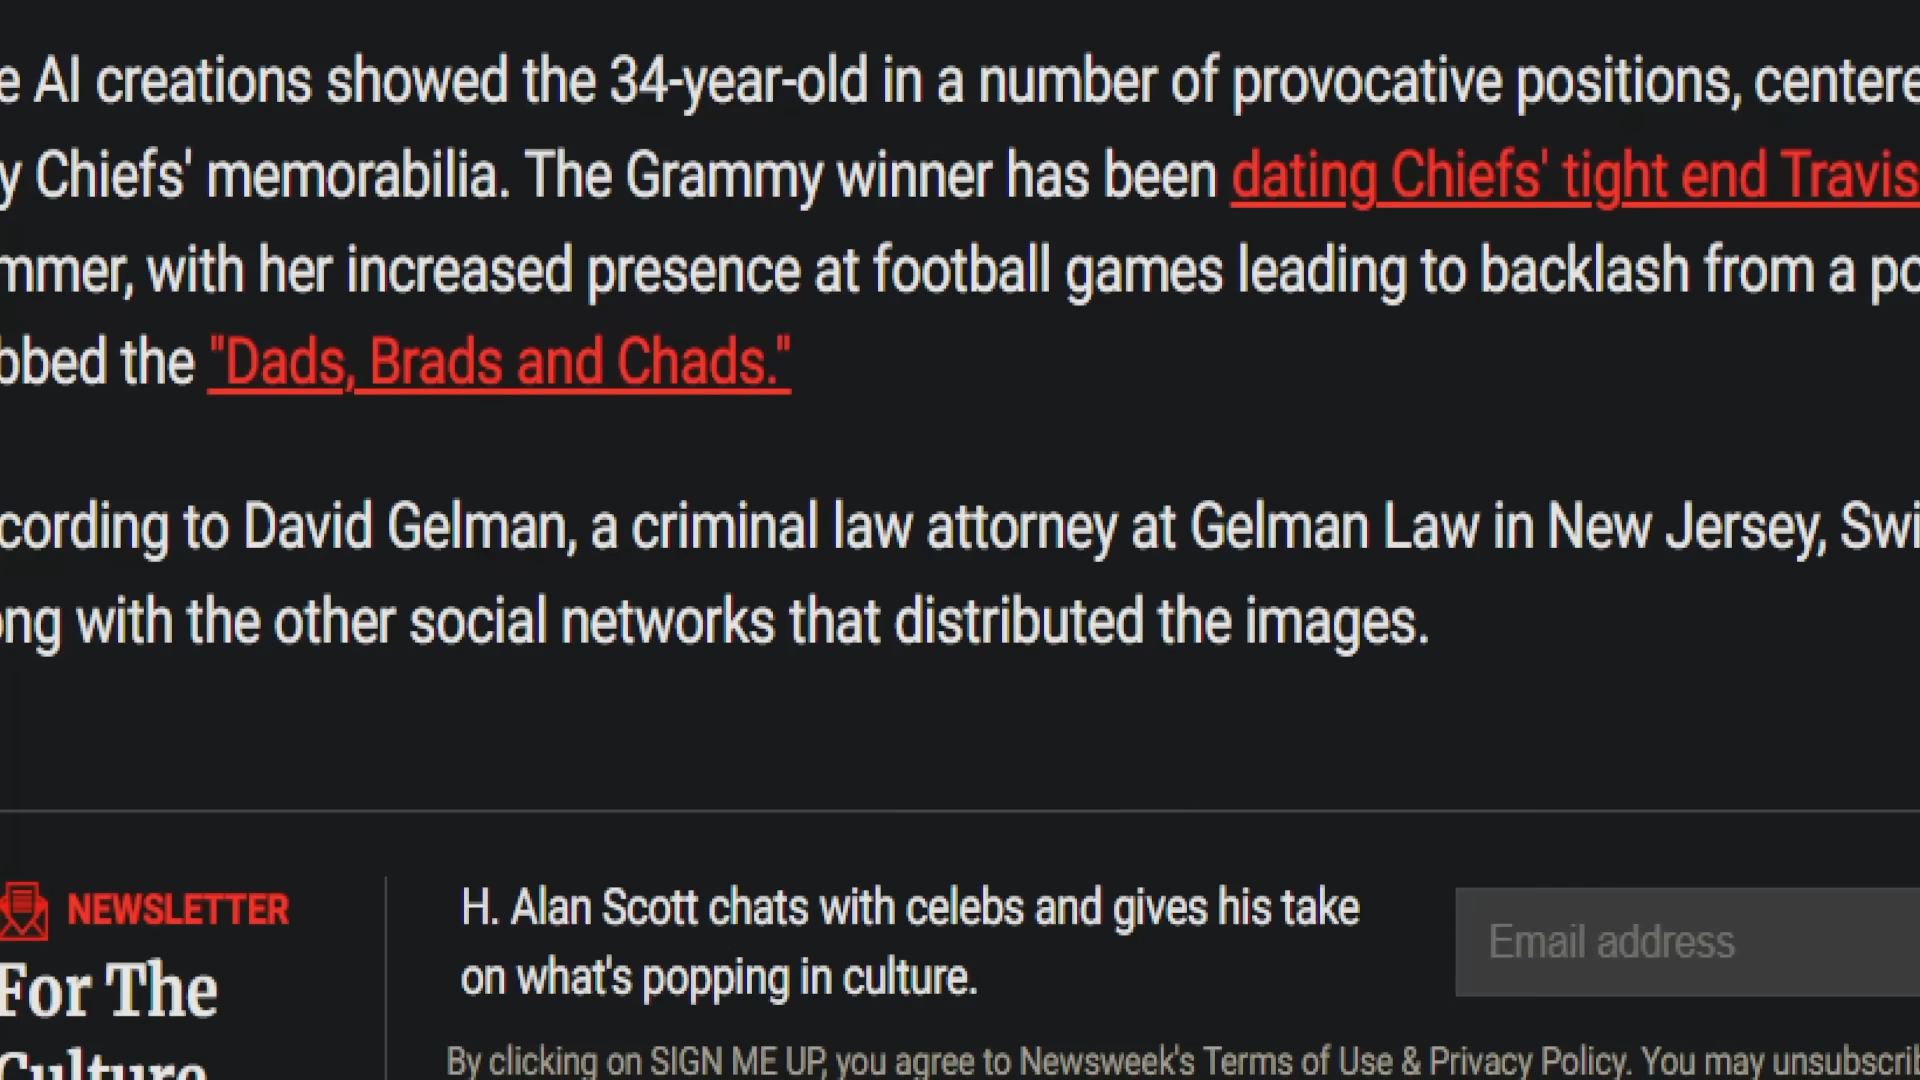 e AI creations showed the 34-year-old in a number of provocative positions, centere
y Chiefs' memorabilia. The Grammy winner has been dating Chiefs' tight end Travis
mmer, with her increased presence at football games leading to backlash from a po
bbed the "Dads, Brads and Chads."
cording to David Gelman, a criminal law attorney at Gelman Law in New Jersey, Swi
ong with the other social networks that distributed the images.
NEWSLETTER
For The
Culture
H. Alan Scott chats with celebs and gives his take
on what's popping in culture.
Email address
By clicking on SIGN ME UP, you agree to Newsweek's Terms of Use & Privacy Policy. You may unsubscrib